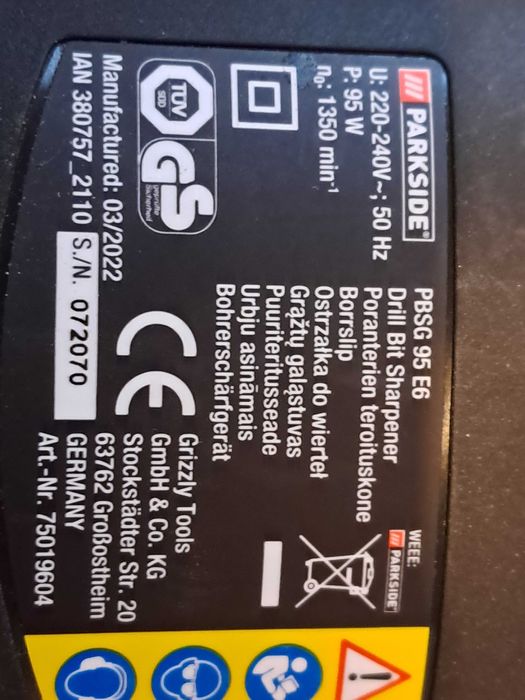 PARKSIDE®
U: 220-240V~; 50 Hz
P: 95 W
n₀: 1350 min⁻¹
TÜV
SÜD
GS
geprüfte
Sicherheit
Manufactured: 03/2022
IAN 380757_2110
S./N. 072070
PBSG 95 E6
Drill Bit Sharpener
Poranterien teroituskone
Borrslip
Ostrzałka do wierteł
Grąžtų galąstuvas
Puuriteritusseade
Urbju asināmais
Bohrerschärfgerät
CE
Grizzly Tools
GmbH & Co. KG
Stockstädter Str. 20
63762 Großostheim
GERMANY
Art.-Nr. 75019604
WEEE:
PARKSIDE®